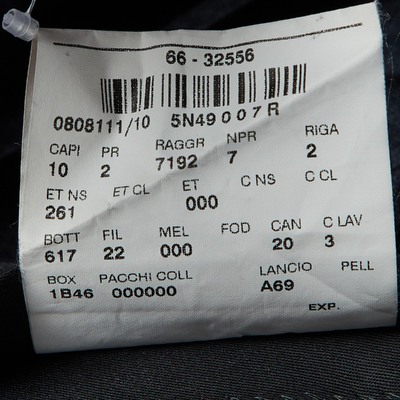 66 - 32556
0808111/10 5N49007R
CAPI PR RAGGR NPR RIGA
10 2 7192 7 2
ET NS ET CL ET C NS C CL
261 000
BOTT FIL MEL FOD CAN C LAV
617 22 000 20 3
BOX PACCHI COLL LANCIO PELL
1B46 000000 A69
EXP.